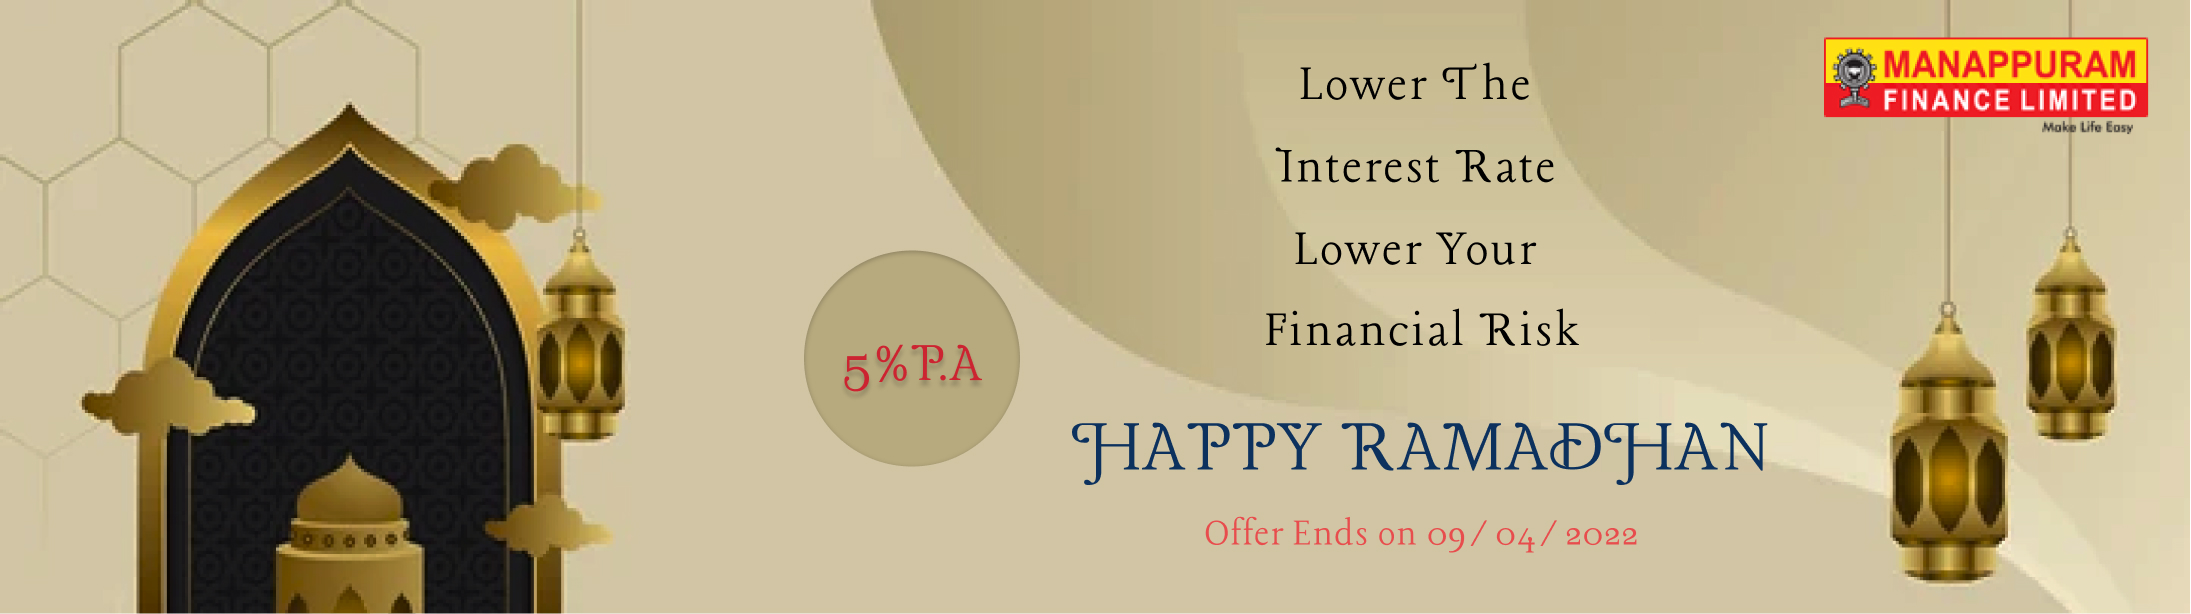 MANAPPURAM
FINANCE LIMITED
Make Life Easy
Lower The
Interest Rate
Lower Your
Financial Risk
5%P.A
HAPPY RAMADHAN
Offer Ends on 09/04/2022